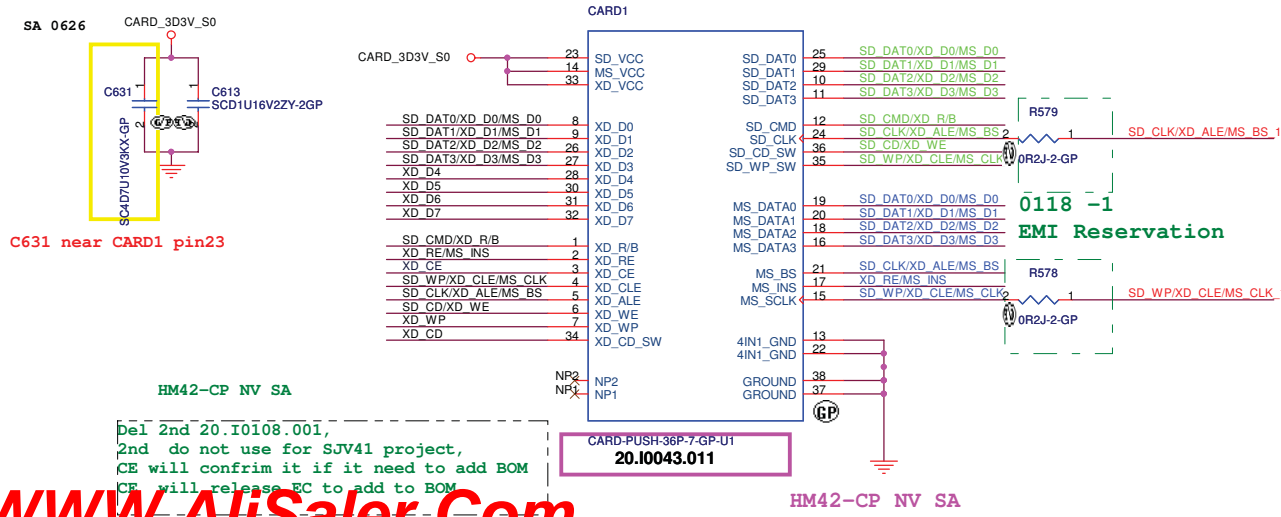 CARD1
SA 0626
CARD_3D3V_S0
C631
1
2
C613
SCD1U16V2ZY-2GP
1
2
SC4D7U10V3KX-GP
C631 near CARD1 pin23
CARD_3D3V_S0
23 SD_VCC
14 MS_VCC
33 XD_VCC
SD_DAT0/XD_D0/MS_D0 8 XD_D0
SD_DAT1/XD_D1/MS_D1 9 XD_D1
SD_DAT2/XD_D2/MS_D2 26 XD_D2
SD_DAT3/XD_D3/MS_D3 27 XD_D3
XD_D4 28 XD_D4
XD_D5 30 XD_D5
XD_D6 31 XD_D6
XD_D7 32 XD_D7
SD_CMD/XD_R/B 1 XD_R/B
XD_RE/MS_INS 2 XD_RE
XD_CE 3 XD_CE
SD_WP/XD_CLE/MS_CLK 4 XD_CLE
SD_CLK/XD_ALE/MS_BS 5 XD_ALE
SD_CD/XD_WE 6 XD_WE
XD_WP 7 XD_WP
XD_CD 34 XD_CD_SW
NP2 NP2
NP1 NP1
SD_DAT0 25 SD_DAT0/XD_D0/MS_D0
SD_DAT1 29 SD_DAT1/XD_D1/MS_D1
SD_DAT2 10 SD_DAT2/XD_D2/MS_D2
SD_DAT3 11 SD_DAT3/XD_D3/MS_D3
SD_CMD 12 SD_CMD/XD_R/B
SD_CLK 24 SD_CLK/XD_ALE/MS_BS
SD_CD_SW 36 SD_CD/XD_WE
SD_WP_SW 35 SD_WP/XD_CLE/MS_CLK
R579
2 1 SD_CLK/XD_ALE/MS_BS_1
0R2J-2-GP
MS_DATA0 19 SD_DAT0/XD_D0/MS_D0
MS_DATA1 20 SD_DAT1/XD_D1/MS_D1
MS_DATA2 18 SD_DAT2/XD_D2/MS_D2
MS_DATA3 16 SD_DAT3/XD_D3/MS_D3
0118 -1
EMI Reservation
MS_BS 21 SD_CLK/XD_ALE/MS_BS
MS_INS 17 XD_RE/MS_INS
MS_SCLK 15 SD_WP/XD_CLE/MS_CLK
R578
2 1 SD_WP/XD_CLE/MS_CLK_
0R2J-2-GP
4IN1_GND 13
4IN1_GND 22
GROUND 38
GROUND 37
GP
CARD-PUSH-36P-7-GP-U1
20.I0043.011
HM42-CP NV SA
Del 2nd 20.I0108.001,
2nd do not use for SJV41 project,
CE will confrim it if it need to add BOM
CE will release EC to add to BOM
HM42-CP NV SA
WWW.AliSaler.Com